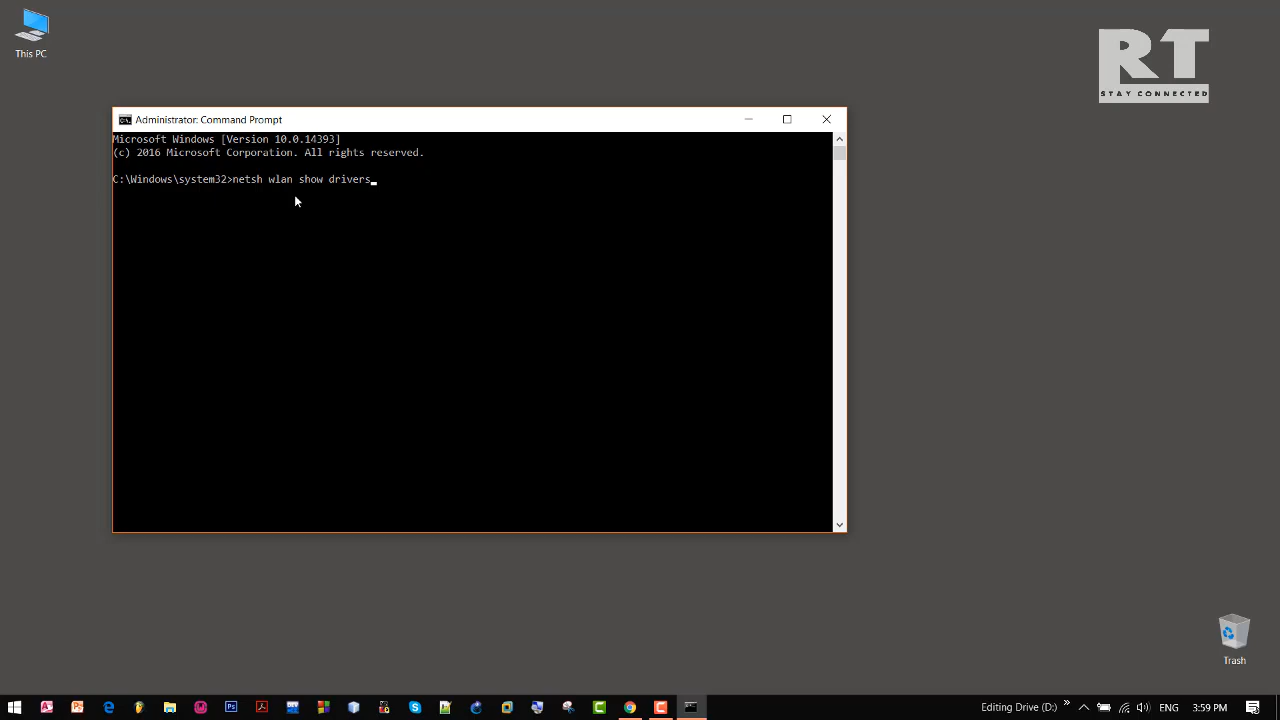 This PC
RT
STAY CONNECTED
Administrator: Command Prompt
Microsoft Windows [Version 10.0.14393]
(c) 2016 Microsoft Corporation. All rights reserved.
C:\Windows\system32>netsh wlan show drivers
Trash
Editing Drive (D:)
ENG
3:59 PM